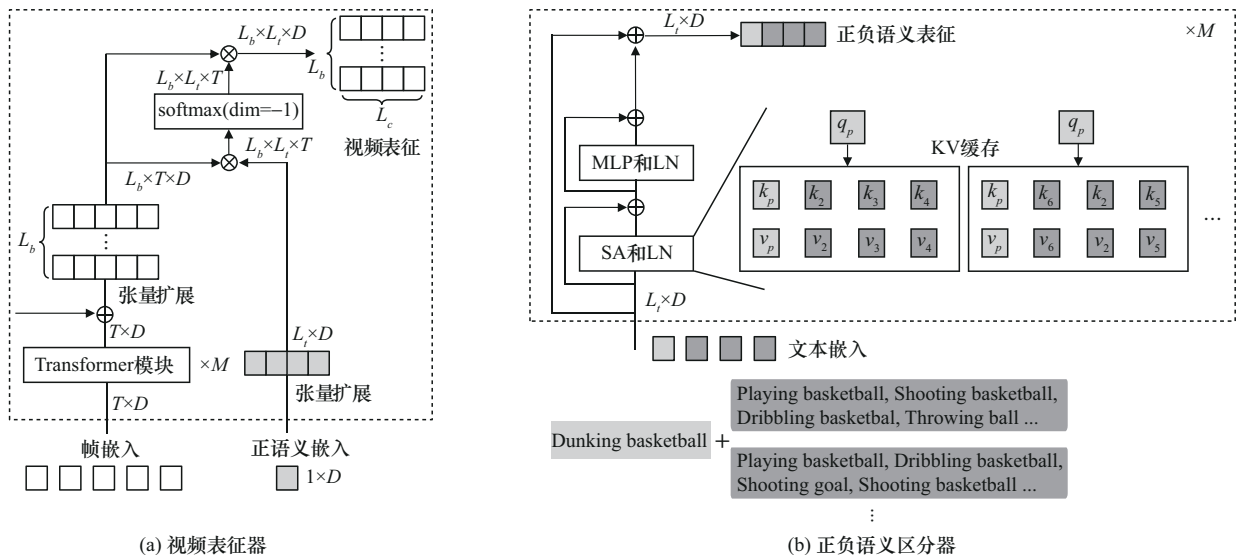 L_b×L_t×D
L_b
L_b×L_t×T
softmax(dim=−1)
L_c
视频表征
L_b×L_t×T
L_b×T×D
L_b
张量扩展
T×D
L_t×D
Transformer模块
×M
张量扩展
T×D
帧嵌入
正语义嵌入
1×D
(a) 视频表征器
L_t×D
正负语义表征
×M
q_p
q_p
KV缓存
MLP和LN
k_p k_2 k_3 k_4
k_p k_6 k_2 k_5
...
SA和LN
v_p v_2 v_3 v_4
v_p v_6 v_2 v_5
L_t×D
文本嵌入
Dunking basketball +
Playing basketball, Shooting basketball,
Dribbling basketbal, Throwing ball ...
Playing basketball, Dribbling basketball,
Shooting goal, Shooting basketball ...
(b) 正负语义区分器